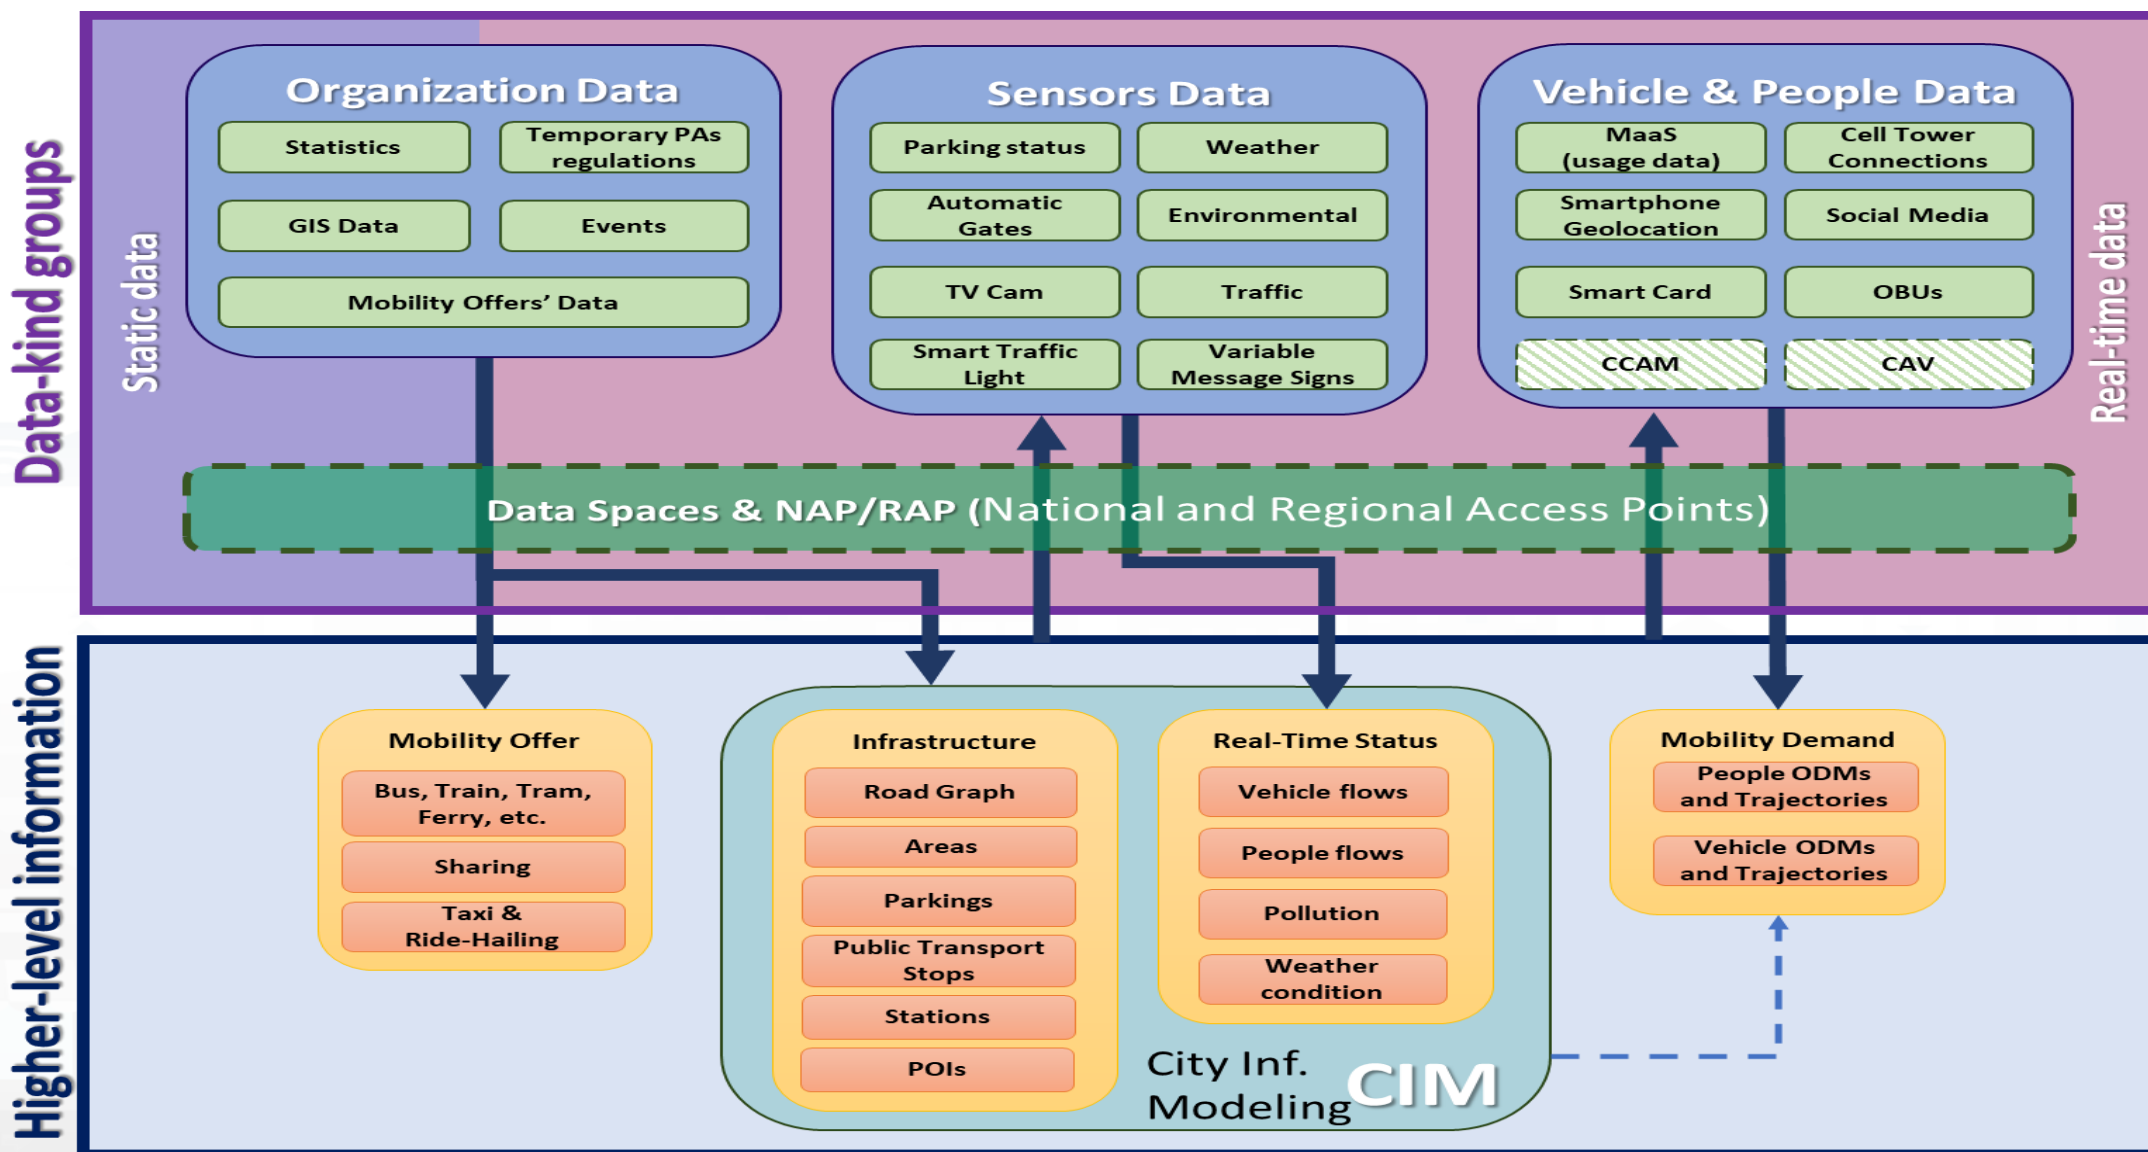 Data-kind groups
Static data
Organization Data
Statistics
Temporary PAs
regulations
GIS Data
Events
Mobility Offers’ Data
Sensors Data
Parking status
Weather
Automatic
Gates
Environmental
TV Cam
Traffic
Smart Traffic
Light
Variable
Message Signs
Vehicle & People Data
MaaS
(usage data)
Cell Tower
Connections
Smartphone
Geolocation
Social Media
Smart Card
OBUs
CCAM
CAV
Real-time data
Data Spaces & NAP/RAP (National and Regional Access Points)
Higher-level information
Mobility Offer
Bus, Train, Tram,
Ferry, etc.
Sharing
Taxi &
Ride-Hailing
Infrastructure
Road Graph
Areas
Parkings
Public Transport
Stops
Stations
POIs
Real-Time Status
Vehicle flows
People flows
Pollution
Weather
condition
City Inf.
Modeling
CIM
Mobility Demand
People ODMs
and Trajectories
Vehicle ODMs
and Trajectories